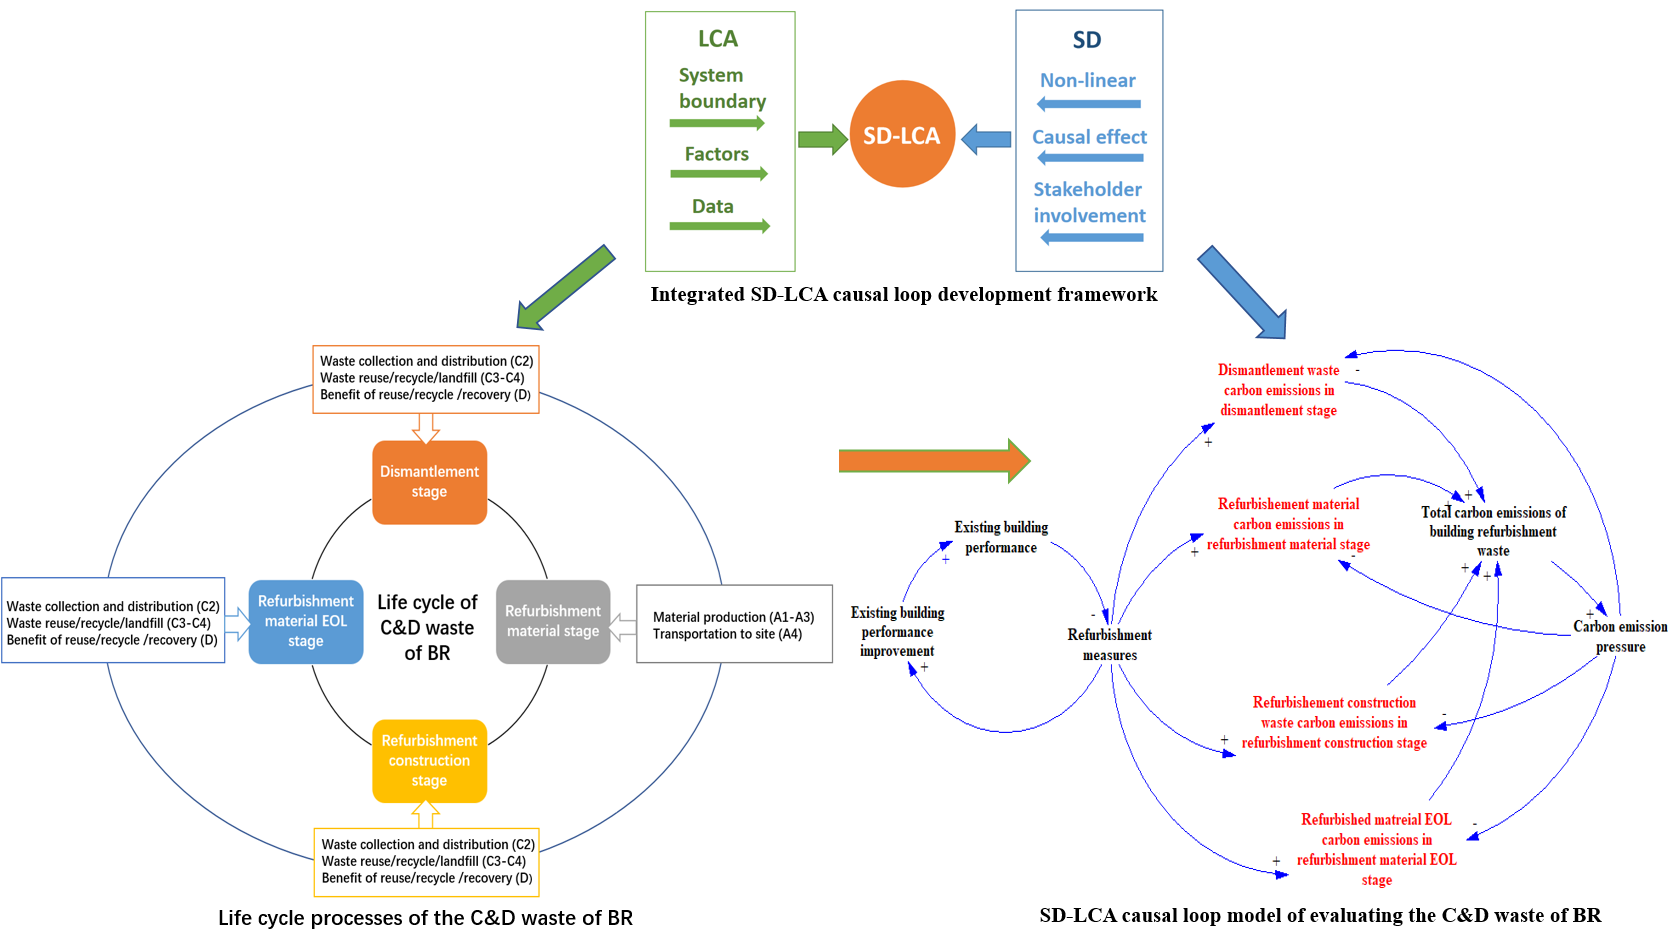 LCA
System
boundary
Factors
Data
SD-LCA
SD
Non-linear
Causal effect
Stakeholder
involvement
Integrated SD-LCA causal loop development framework
Waste collection and distribution (C2)
Waste reuse/recycle/landfill (C3-C4)
Benefit of reuse/recycle /recovery (D)
Dismantlement
stage
Waste collection and distribution (C2)
Waste reuse/recycle/landfill (C3-C4)
Benefit of reuse/recycle /recovery (D)
Refurbishment
material EOL
stage
Life cycle of
C&D waste
of BR
Refurbishment
material stage
Material production (A1-A3)
Transportation to site (A4)
Refurbishment
construction
stage
Waste collection and distribution (C2)
Waste reuse/recycle/landfill (C3-C4)
Benefit of reuse/recycle /recovery (D)
Life cycle processes of the C&D waste of BR
Dismantlement waste
carbon emissions in
dismantlement stage
-
+
Refurbishement material
carbon emissions in
refurbishment material stage
-
+
+
+
Total carbon emissions of
building refurbishment
waste
+
+
Existing building
performance
+
Existing building
performance
improvement
+
-
Refurbishment
measures
+
Carbon emission
pressure
Refurbishement construction
waste carbon emissions in
refurbishment construction stage
-
+
Refurbished matreial EOL
carbon emissions in
refurbishment material EOL
stage
-
+
SD-LCA causal loop model of evaluating the C&D waste of BR